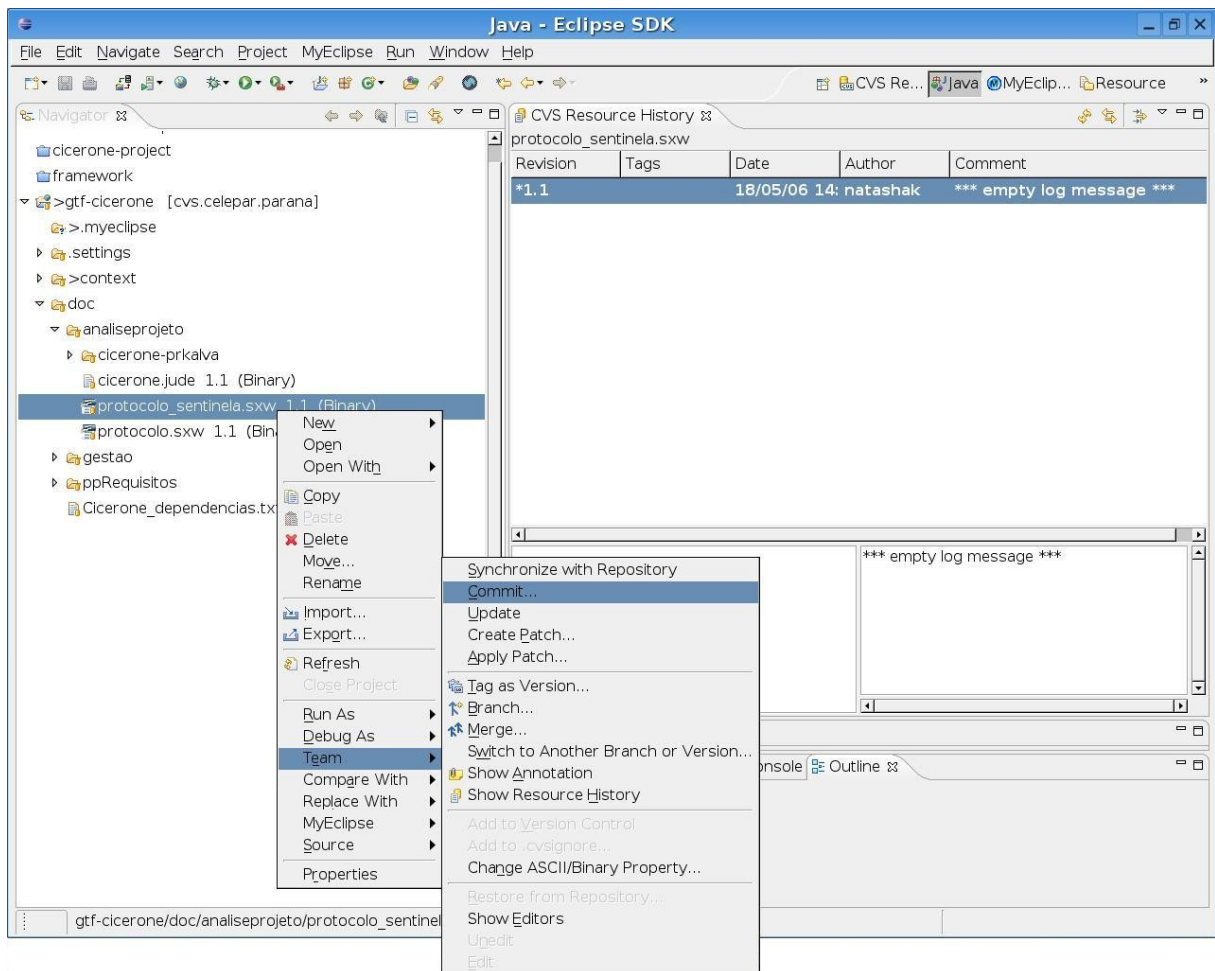 Java - Eclipse SDK
File Edit Navigate Search Project MyEclipse Run Window Help
CVS Re... Java MyEclip... Resource »
Navigator
cicerone-project
framework
>gtf-cicerone [cvs.celepar.parana]
>.myeclipse
.settings
>context
doc
analiseprojeto
cicerone-prkalva
cicerone.jude 1.1 (Binary)
protocolo_sentinela.sxw 1.1 (Binary)
protocolo.sxw 1.1 (Bin
gestao
ppRequisitos
Cicerone_dependencias.tx
CVS Resource History
protocolo_sentinela.sxw
Revision Tags Date Author Comment
*1.1 18/05/06 14: natashak *** empty log message ***
*** empty log message ***
New
Open
Open With
Copy
Paste
Delete
Move...
Rename
Import...
Export...
Refresh
Close Project
Run As
Debug As
Team
Compare With
Replace With
MyEclipse
Source
Properties
Synchronize with Repository
Commit...
Update
Create Patch...
Apply Patch...
Tag as Version...
Branch...
Merge...
Switch to Another Branch or Version...
Show Annotation
Show Resource History
Add to Version Control
Add to .cvsignore...
Change ASCII/Binary Property...
Restore from Repository...
Show Editors
Unedit
Edit
onsole Outline
gtf-cicerone/doc/analiseprojeto/protocolo_sentinel